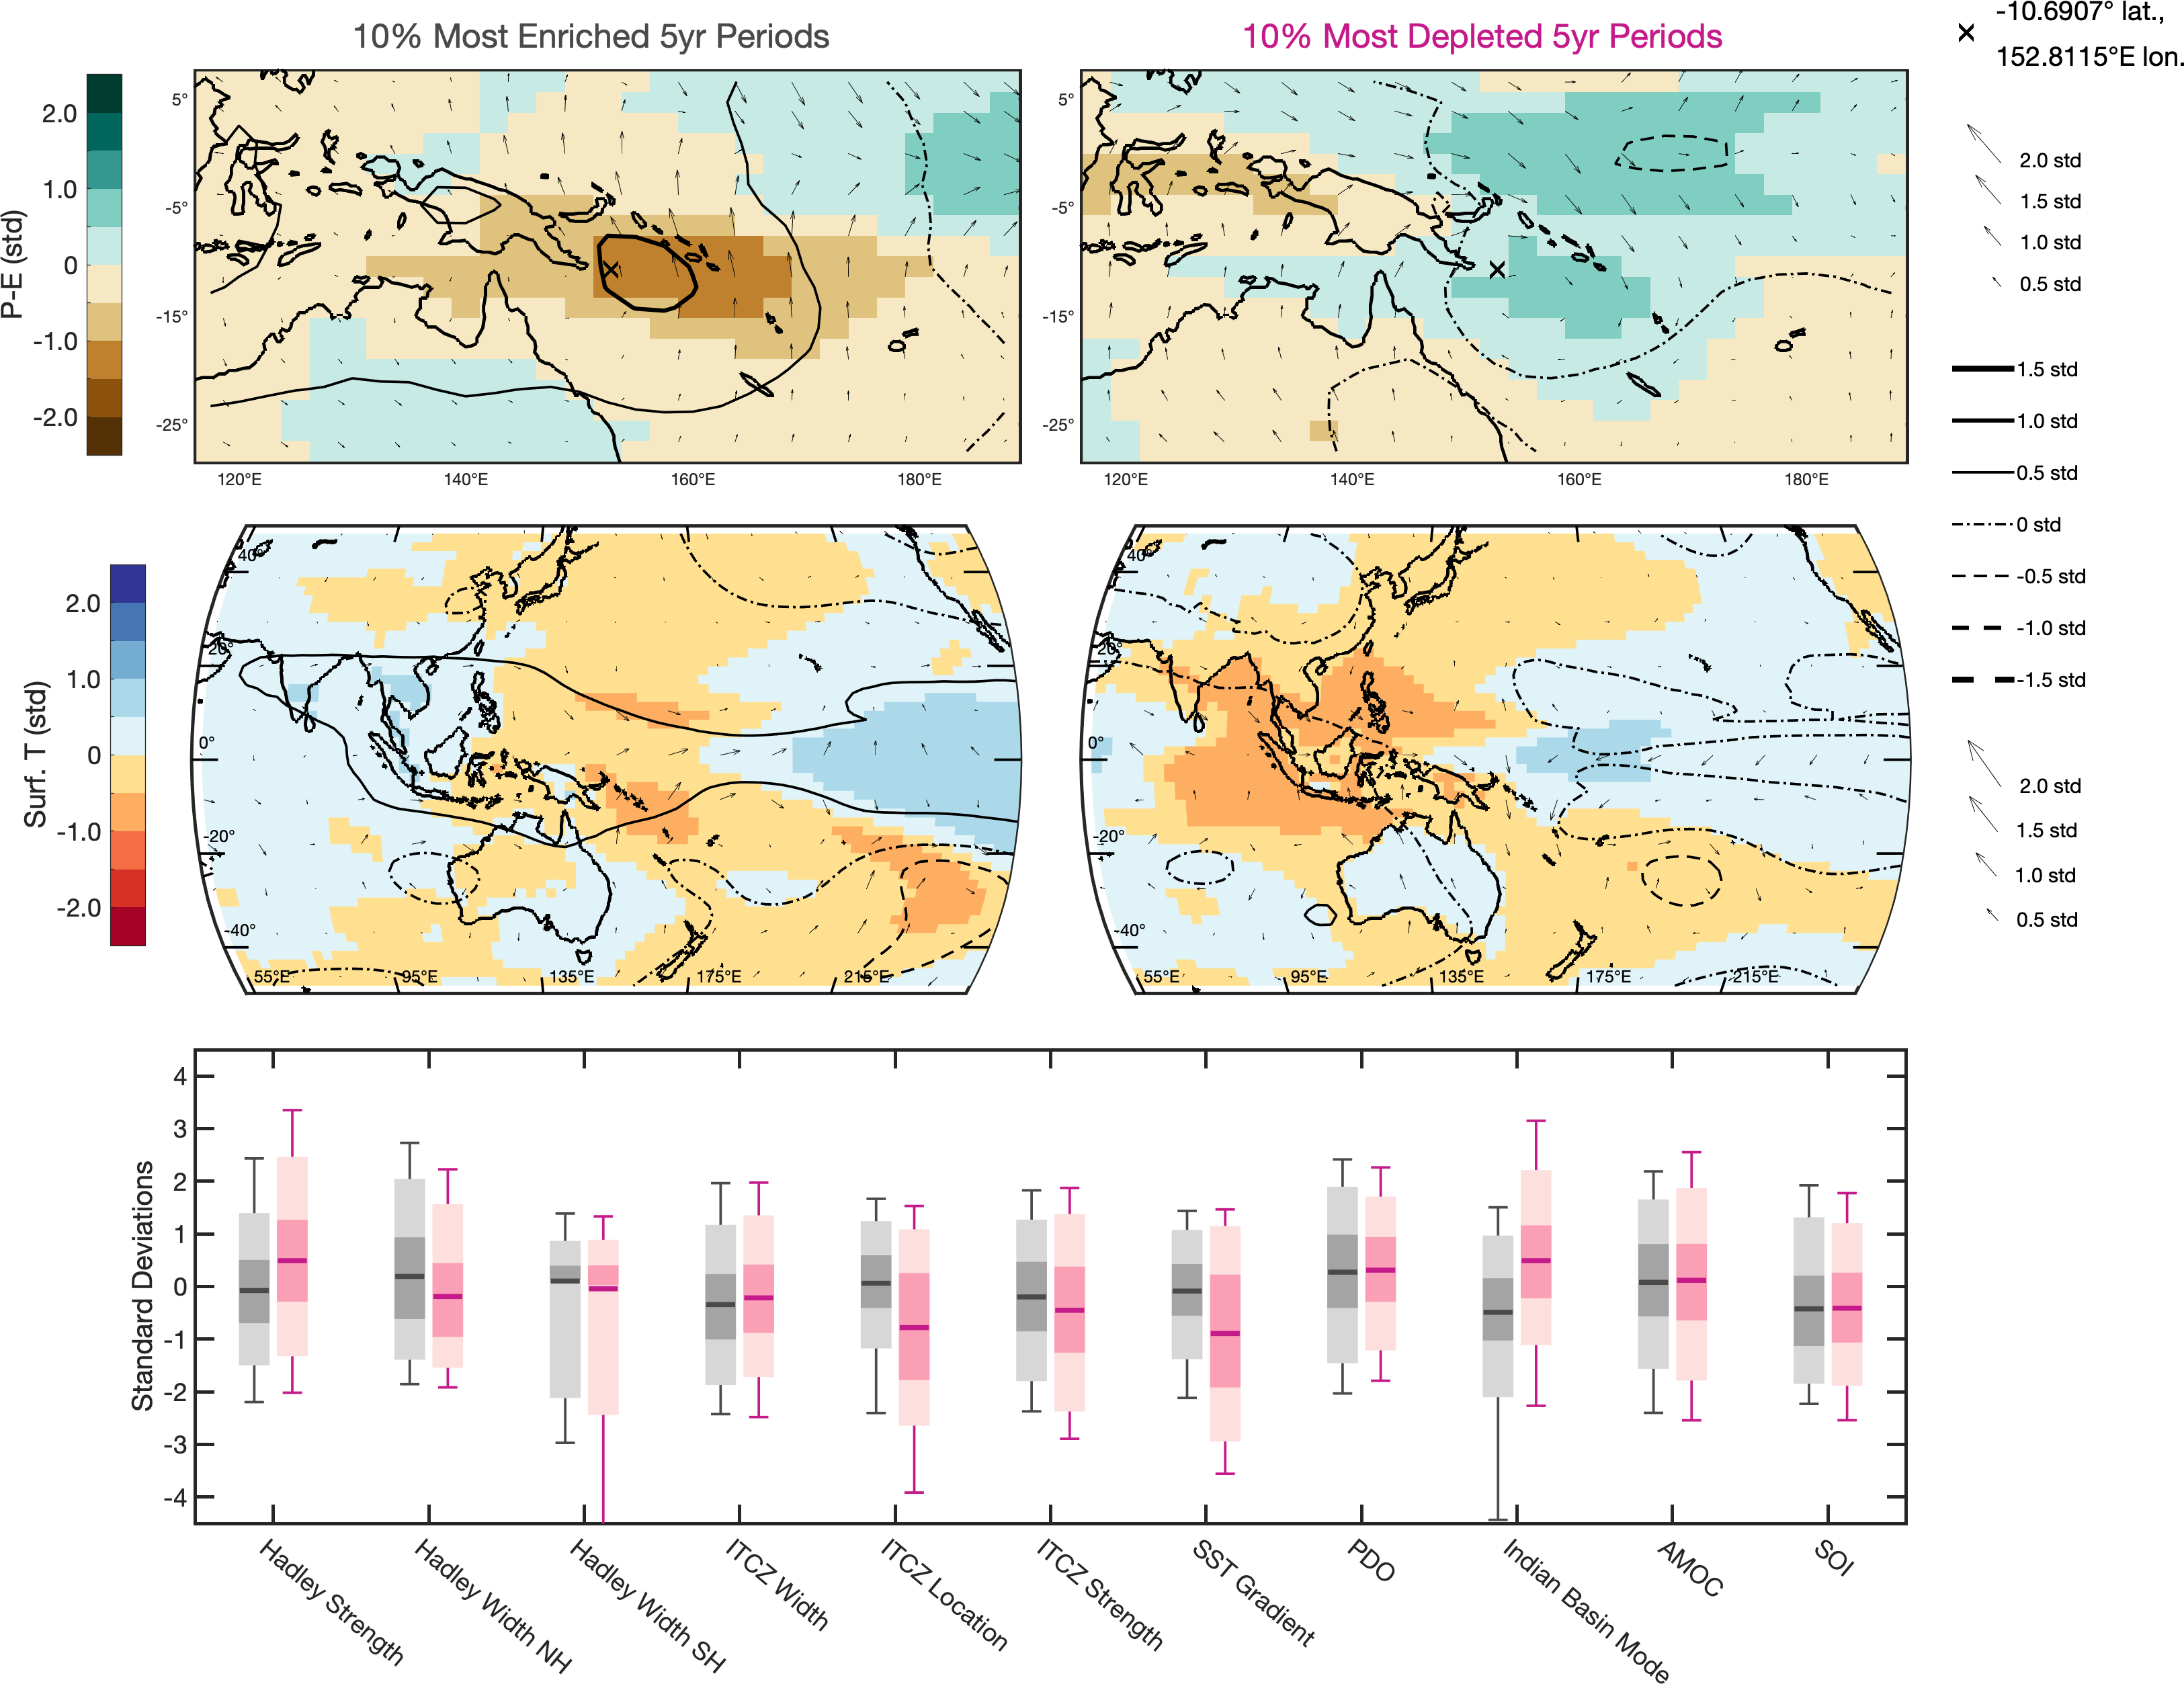 10% Most Enriched 5yr Periods
10% Most Depleted 5yr Periods
-10.6907° lat.,
152.8115°E lon.
P-E (std)
2.0
1.0
0
-1.0
-2.0
5°
-5°
-15°
-25°
120°E
140°E
160°E
180°E
5°
-5°
-15°
-25°
120°E
140°E
160°E
180°E
2.0 std
1.5 std
1.0 std
0.5 std
1.5 std
1.0 std
0.5 std
0 std
-0.5 std
-1.0 std
-1.5 std
Surf. T (std)
2.0
1.0
0
-1.0
-2.0
40°
20°
0°
-20°
-40°
55°E
95°E
135°E
175°E
215°E
40°
20°
0°
-20°
-40°
55°E
95°E
135°E
175°E
215°E
2.0 std
1.5 std
1.0 std
0.5 std
Standard Deviations
4
3
2
1
0
-1
-2
-3
-4
Hadley Strength
Hadley Width NH
Hadley Width SH
ITCZ Width
ITCZ Location
ITCZ Strength
SST Gradient
PDO
Indian Basin Mode
AMOC
SOI